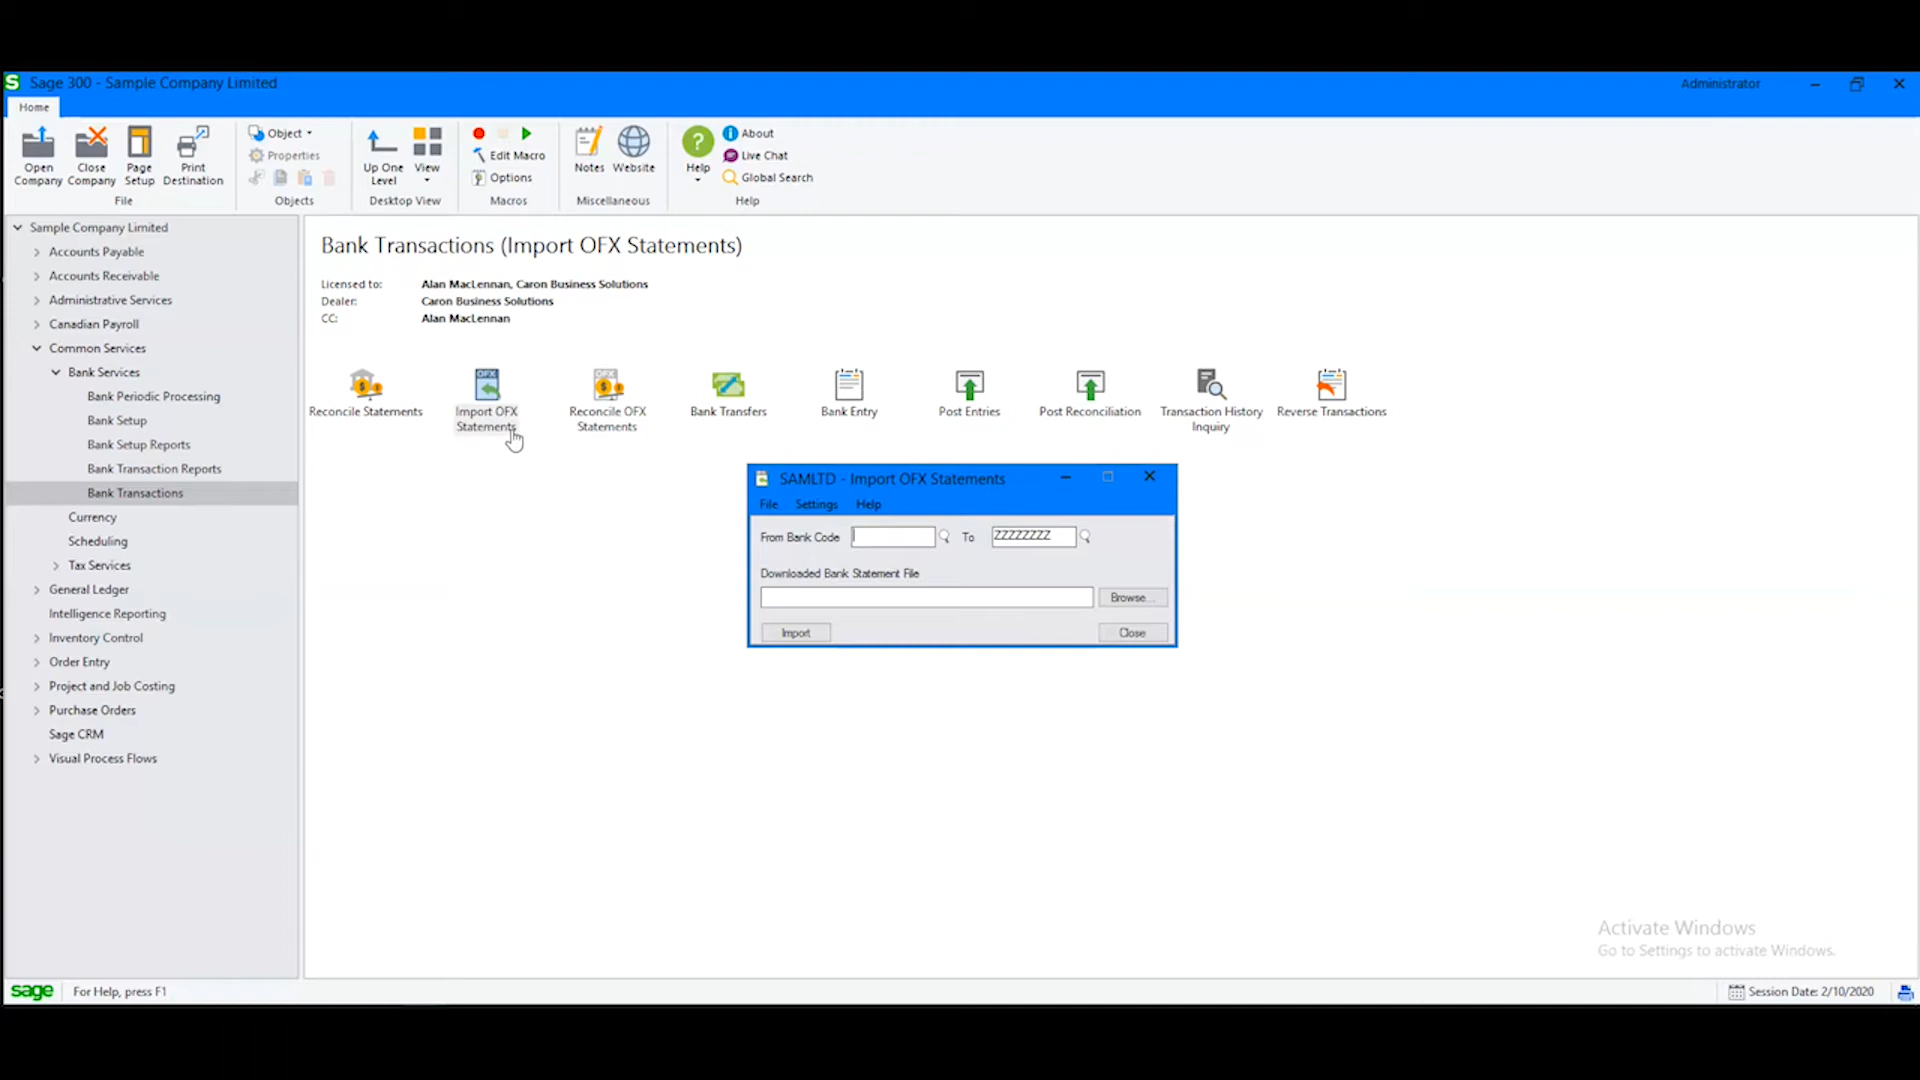 Sage 300 - Sample Company Limited
Administrator
Home
Open Company
Close Company
Page Setup
Print Destination
File
Object
Properties
Objects
Up One Level
View
Desktop View
Edit Macro
Options
Macros
Notes
Website
Miscellaneous
Help
About
Live Chat
Global Search
Help
Sample Company Limited
Accounts Payable
Accounts Receivable
Administrative Services
Canadian Payroll
Common Services
Bank Services
Bank Periodic Processing
Bank Setup
Bank Setup Reports
Bank Transaction Reports
Bank Transactions
Currency
Scheduling
Tax Services
General Ledger
Intelligence Reporting
Inventory Control
Order Entry
Project and Job Costing
Purchase Orders
Sage CRM
Visual Process Flows
Bank Transactions (Import OFX Statements)
Licensed to: Alan MacLennan, Caron Business Solutions
Dealer: Caron Business Solutions
CC: Alan MacLennan
Reconcile Statements
OFX
Import OFX
Statements
OFX
Reconcile OFX
Statements
Bank Transfers
Bank Entry
Post Entries
Post Reconciliation
Transaction History
Inquiry
Reverse Transactions
SAMLTD - Import OFX Statements
File Settings Help
From Bank Code To ZZZZZZZZ
Downloaded Bank Statement File
Browse...
Import Close
Activate Windows
Go to Settings to activate Windows.
sage For Help, press F1
Session Date: 2/10/2020